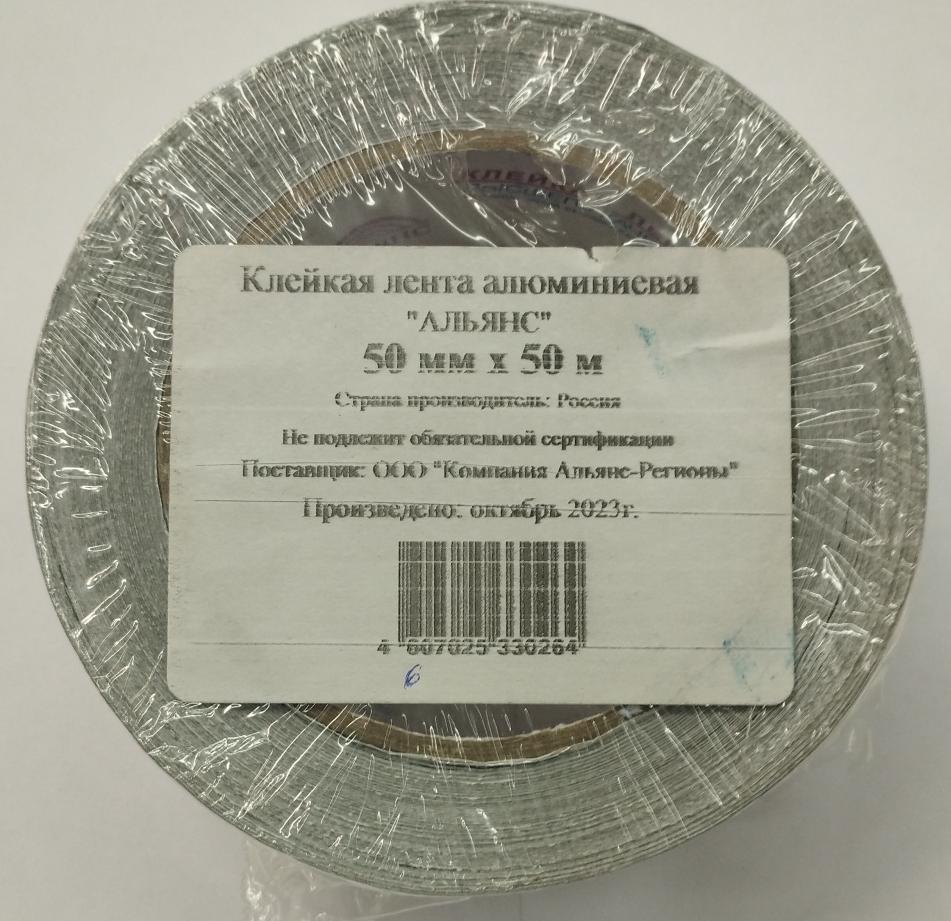 КЛЕЙК
Клейкая лента алюминиевая
"АЛЬЯНС"
50 мм х 50 м
Страна производитель: Россия
Не подлежит обязательной сертификации
Поставщик: ООО "Компания Альянс-Регионы"
Произведено: октябрь 2023г.
4 607025 330264
6